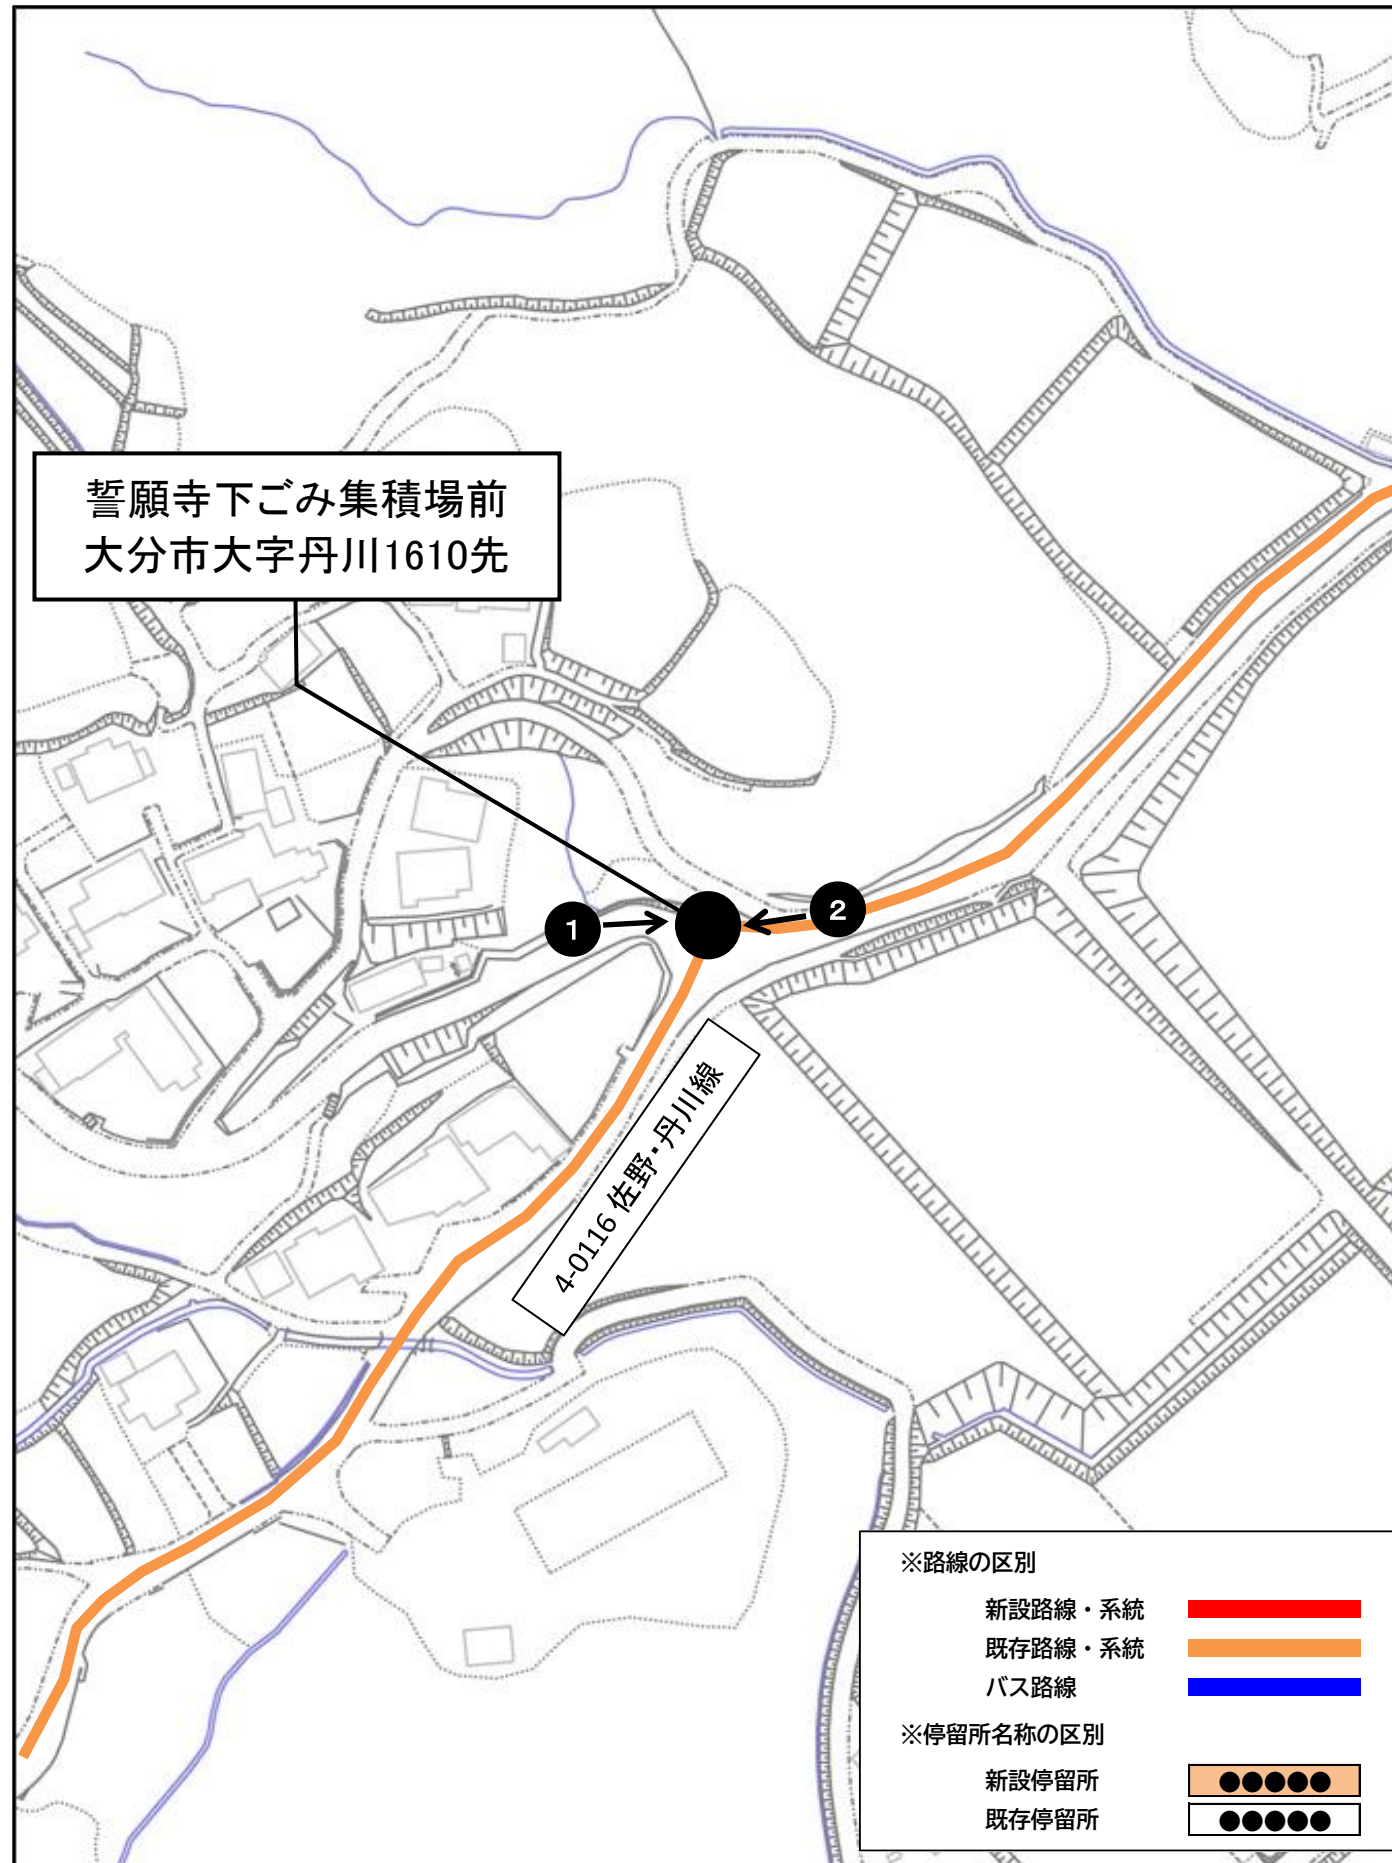 誓願寺下ごみ集積場前
大分市大字丹川1610先
1
2
4-0116 佐野・丹川線
※路線の区別
新設路線・系統
既存路線・系統
バス路線
※停留所名称の区別
新設停留所 ●●●●●
既存停留所 ●●●●●